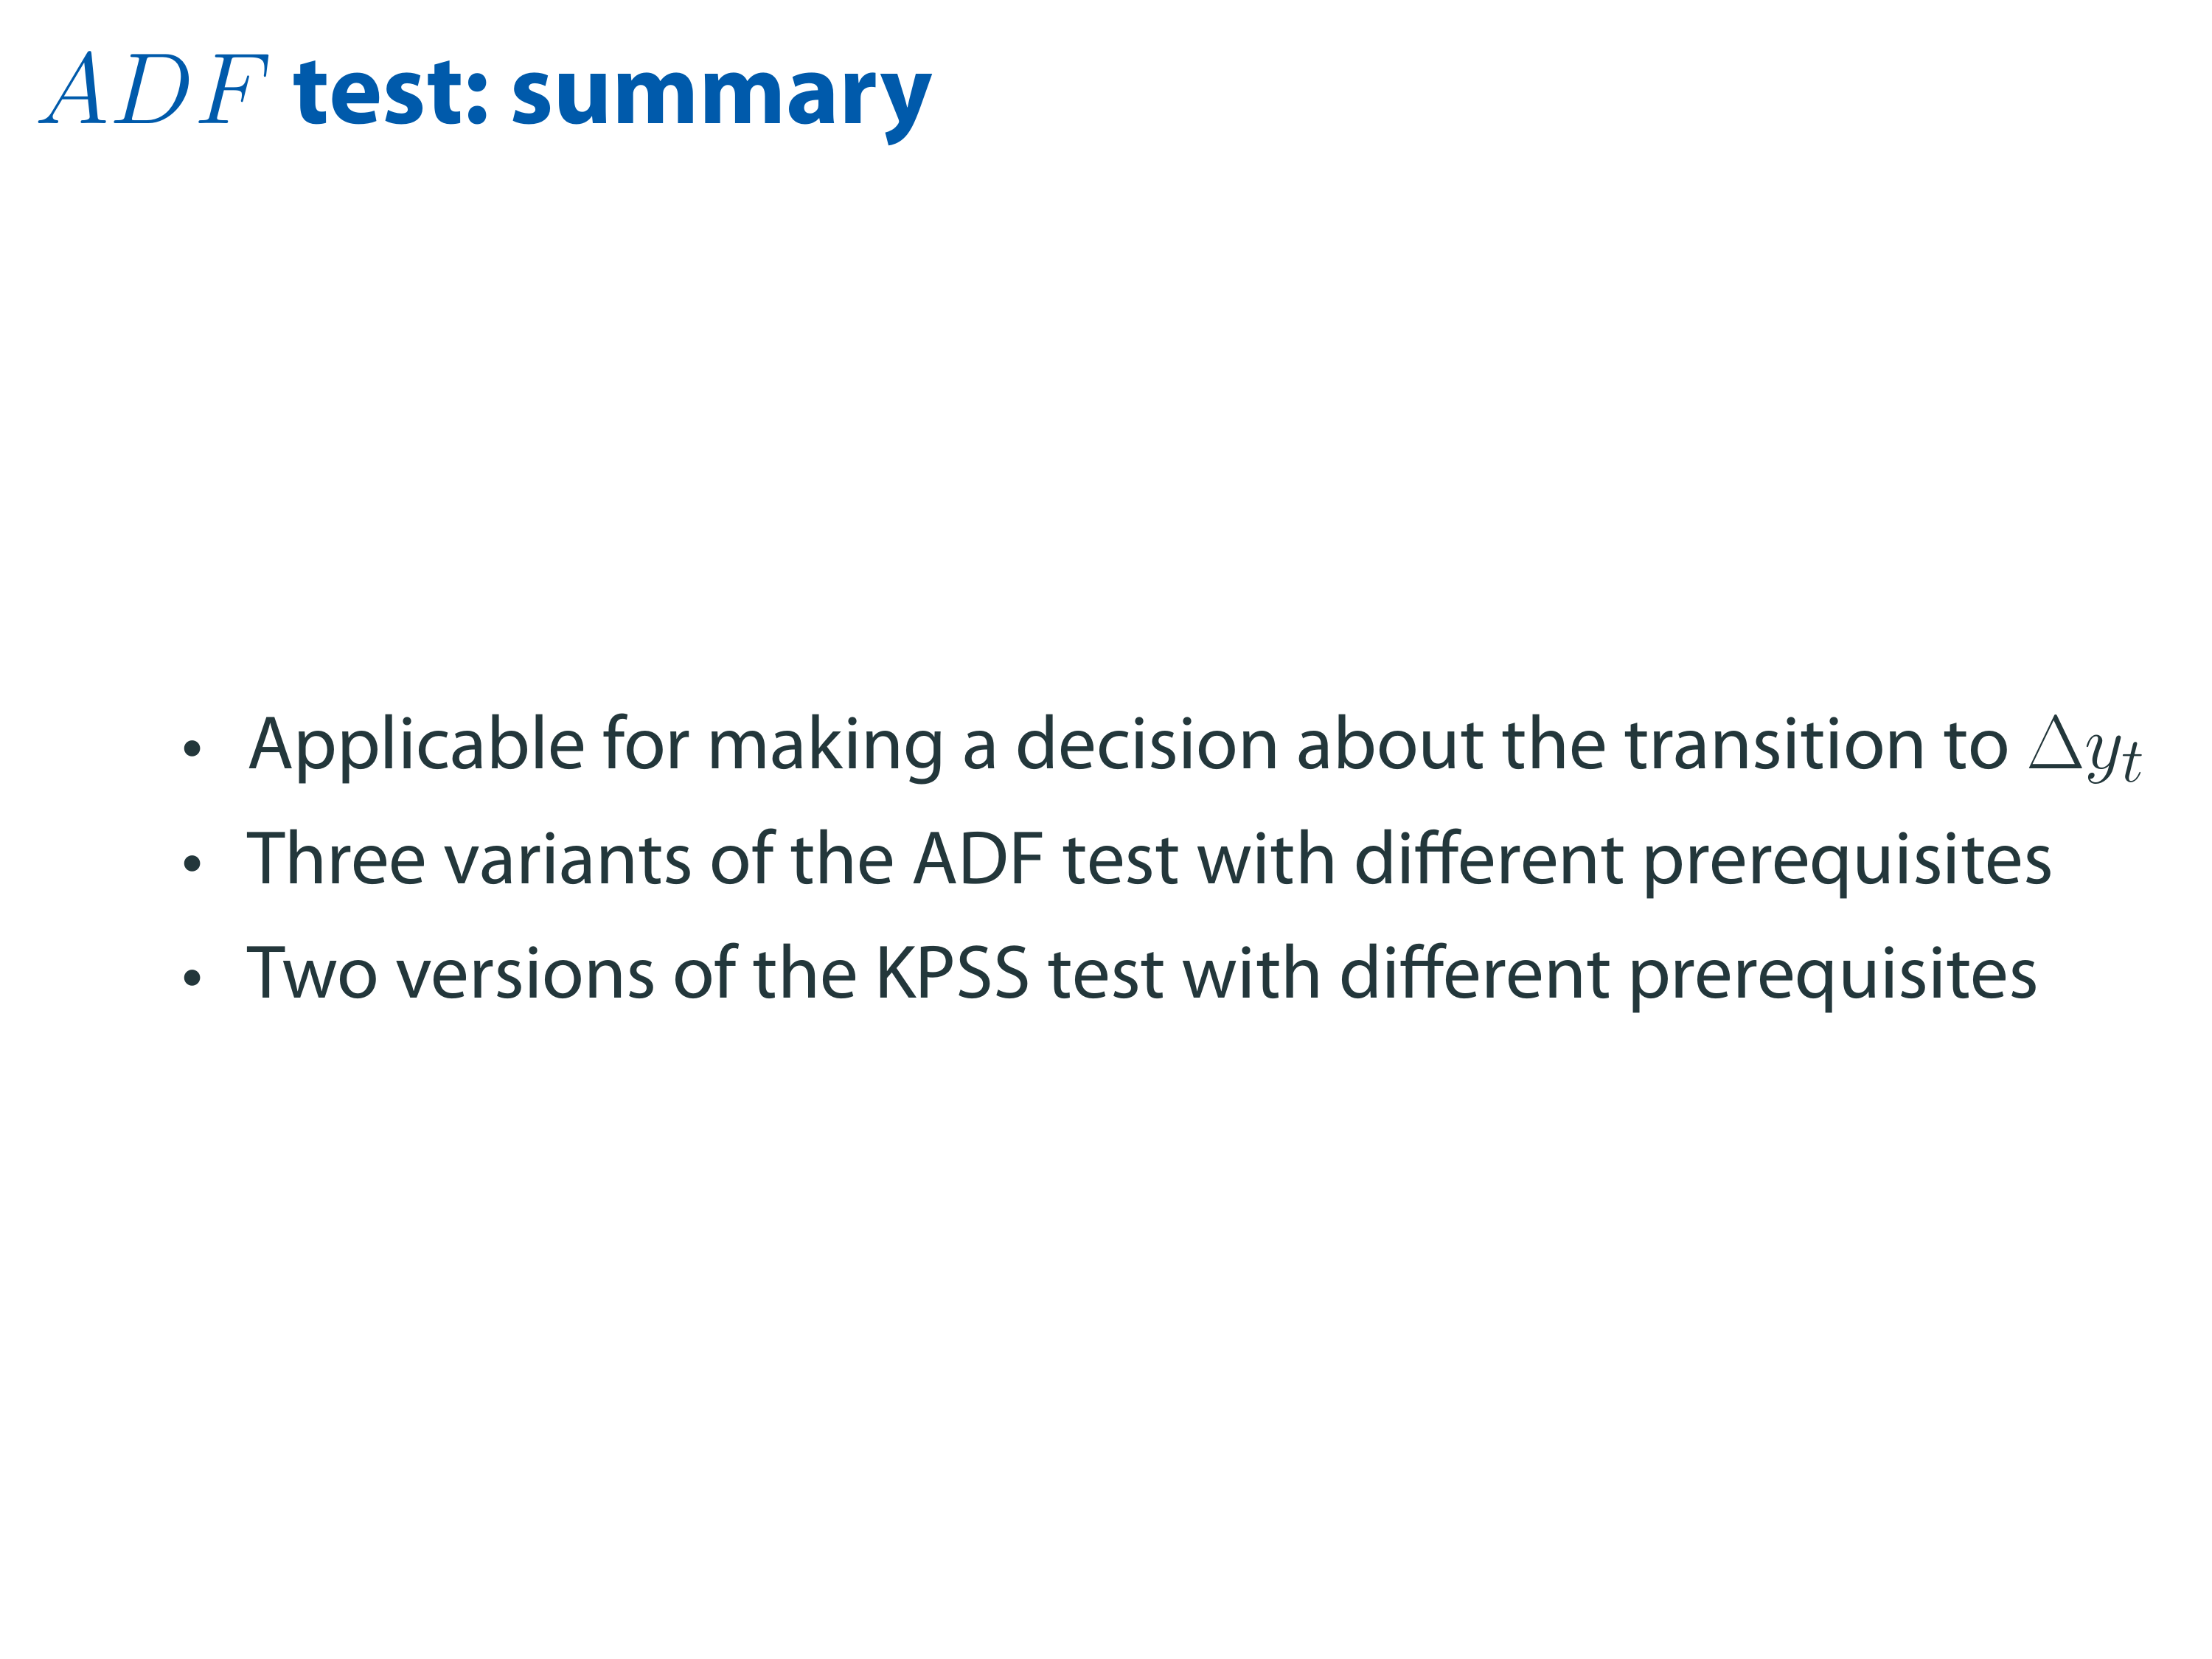 ADF test: summary
• Applicable for making a decision about the transition to Δyₜ
• Three variants of the ADF test with different prerequisites
• Two versions of the KPSS test with different prerequisites